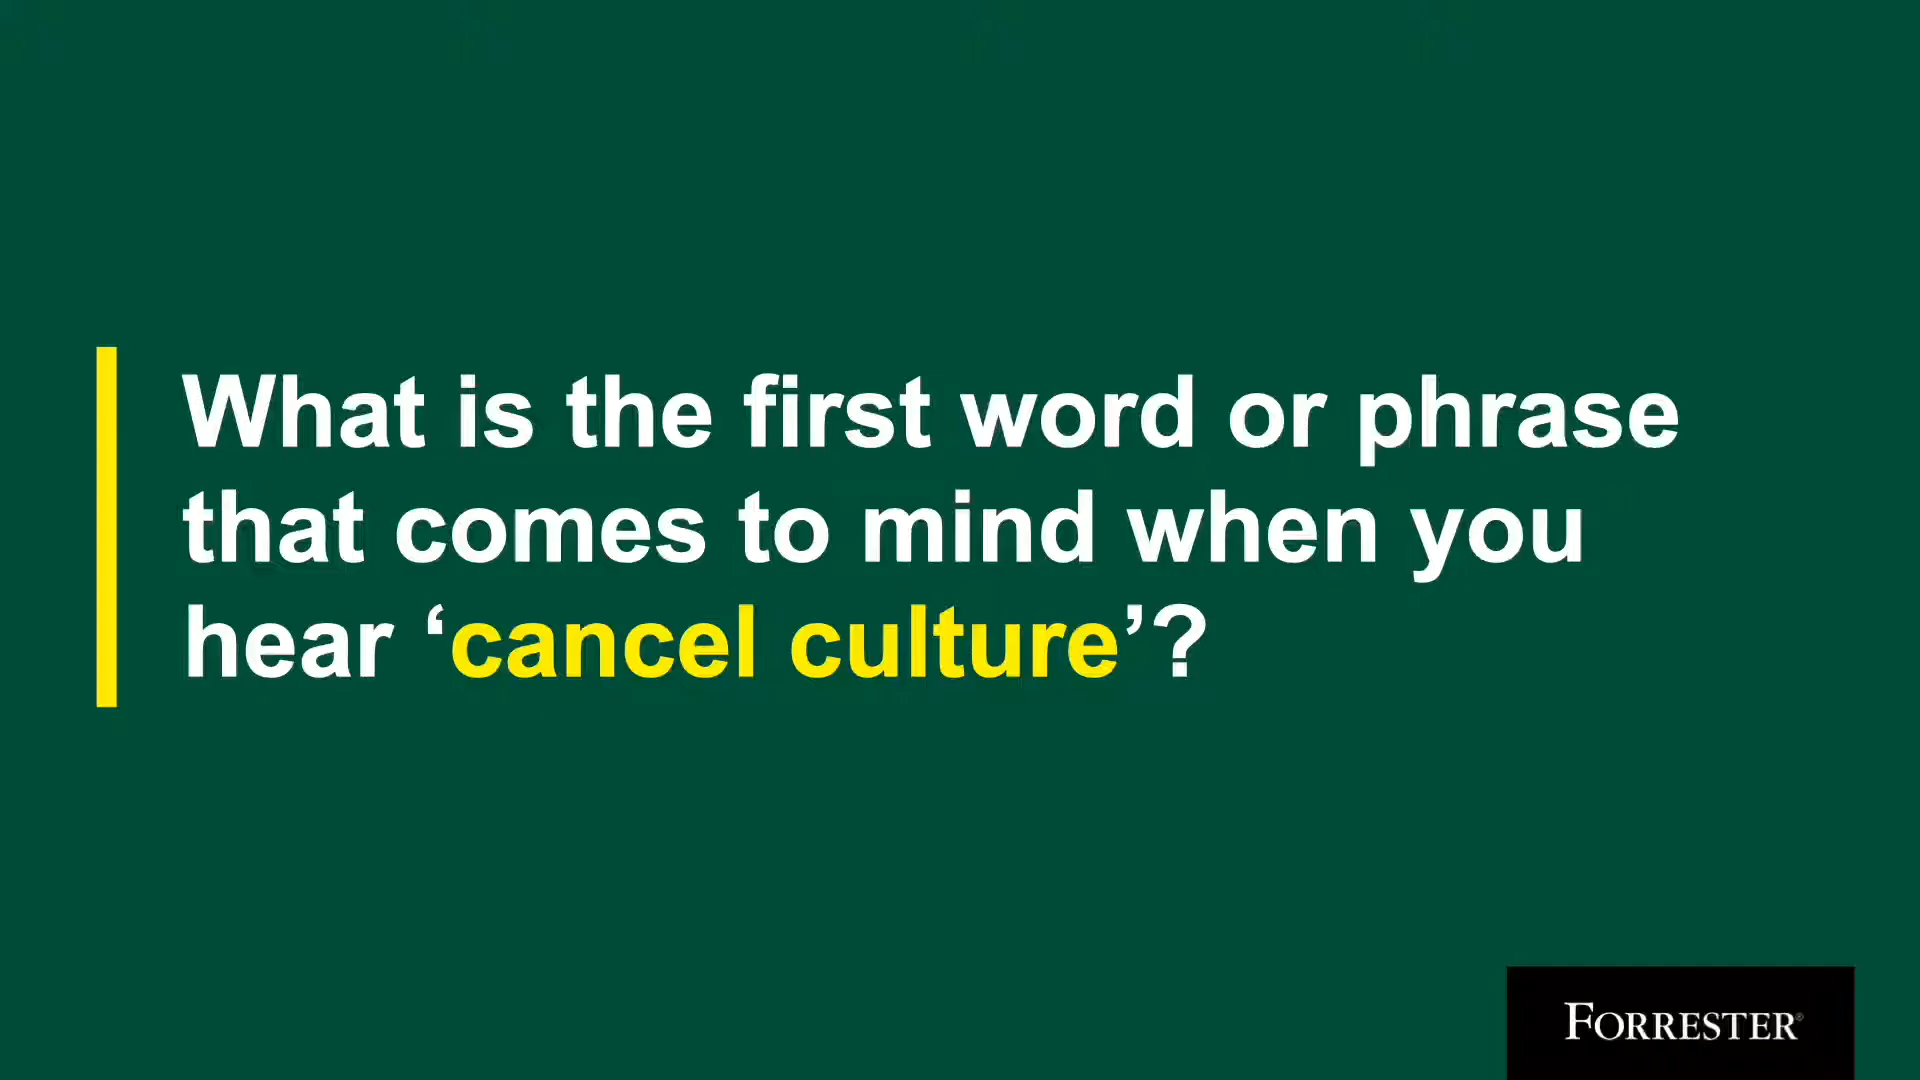 What is the first word or phrase
that comes to mind when you
hear ‘cancel culture’?
FORRESTER®